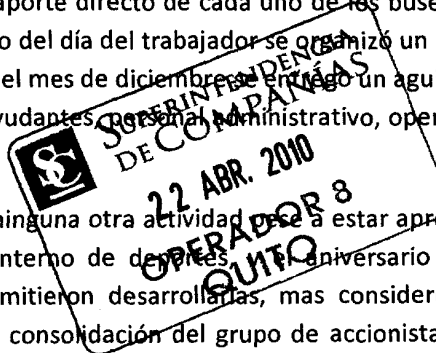 aporte directo de cada uno de los buse
o del día del trabajador se organizó un
el mes de diciembre se entregó un agu
yudantes, personal administrativo, oper
SUPERINTENDENCIA
DE COMPAÑÍAS
SC
22 ABR. 2010
OPERADOR 8
QUITO
ninguna otra actividad pese a estar apr
nterno de deportes, aniversario
mitieron desarrollarlas, mas consider
consolidación del grupo de accionista